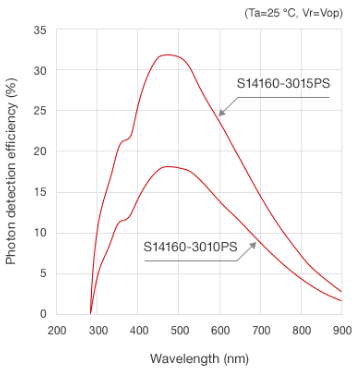 (Ta=25 °C, Vr=Vop)
35
30
25
20
15
10
5
0
Photon detection efficiency (%)
S14160-3015PS
S14160-3010PS
200 300 400 500 600 700 800 900
Wavelength (nm)